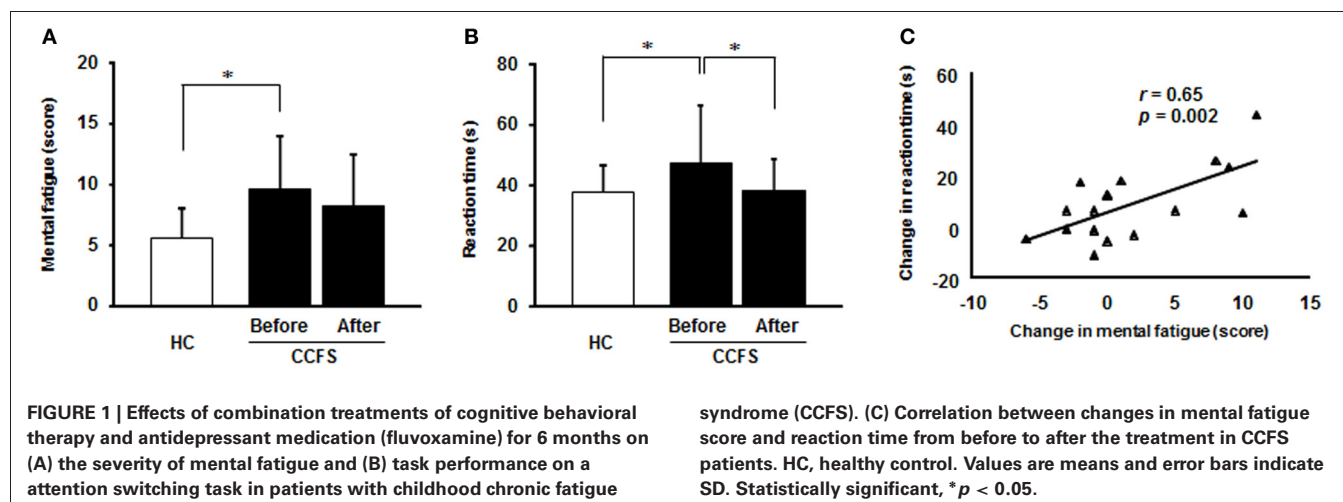 A
20
15
10
5
0
Mental fatigue (score)
*
HC
Before
After
CCFS
B
80
60
40
20
0
Reaction time (s)
*
*
HC
Before
After
CCFS
C
60
40
20
0
-20
Change in reaction time (s)
r = 0.65
p = 0.002
-10
-5
0
5
10
15
Change in mental fatigue (score)
FIGURE 1 | Effects of combination treatments of cognitive behavioral
therapy and antidepressant medication (fluvoxamine) for 6 months on
(A) the severity of mental fatigue and (B) task performance on a
attention switching task in patients with childhood chronic fatigue
syndrome (CCFS). (C) Correlation between changes in mental fatigue
score and reaction time from before to after the treatment in CCFS
patients. HC, healthy control. Values are means and error bars indicate
SD. Statistically significant, *p < 0.05.